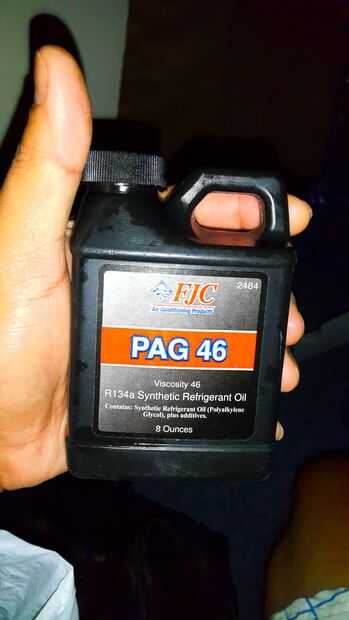 2484
FJC
Air Conditioning Products
PAG 46
Viscosity 46
R134a Synthetic Refrigerant Oil
Contains: Synthetic Refrigerant Oil (Polyalkylene
Glycol), plus additives.
8 Ounces